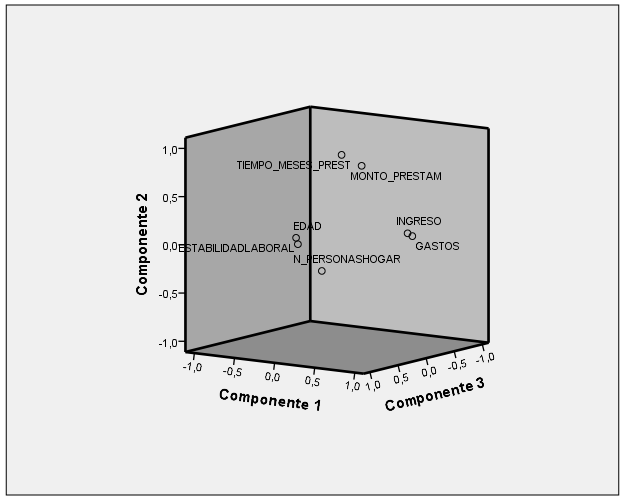 Componente 2
1,0
0,5
0,0
-0,5
-1,0
TIEMPO_MESES_PREST
MONTO_PRESTAM
EDAD
INGRESO
ESTABILIDADLABORAL
GASTOS
N_PERSONASHOGAR
-1,0
-0,5
0,0
0,5
1,0
Componente 1
1,0
0,5
0,0
-0,5
-1,0
Componente 3